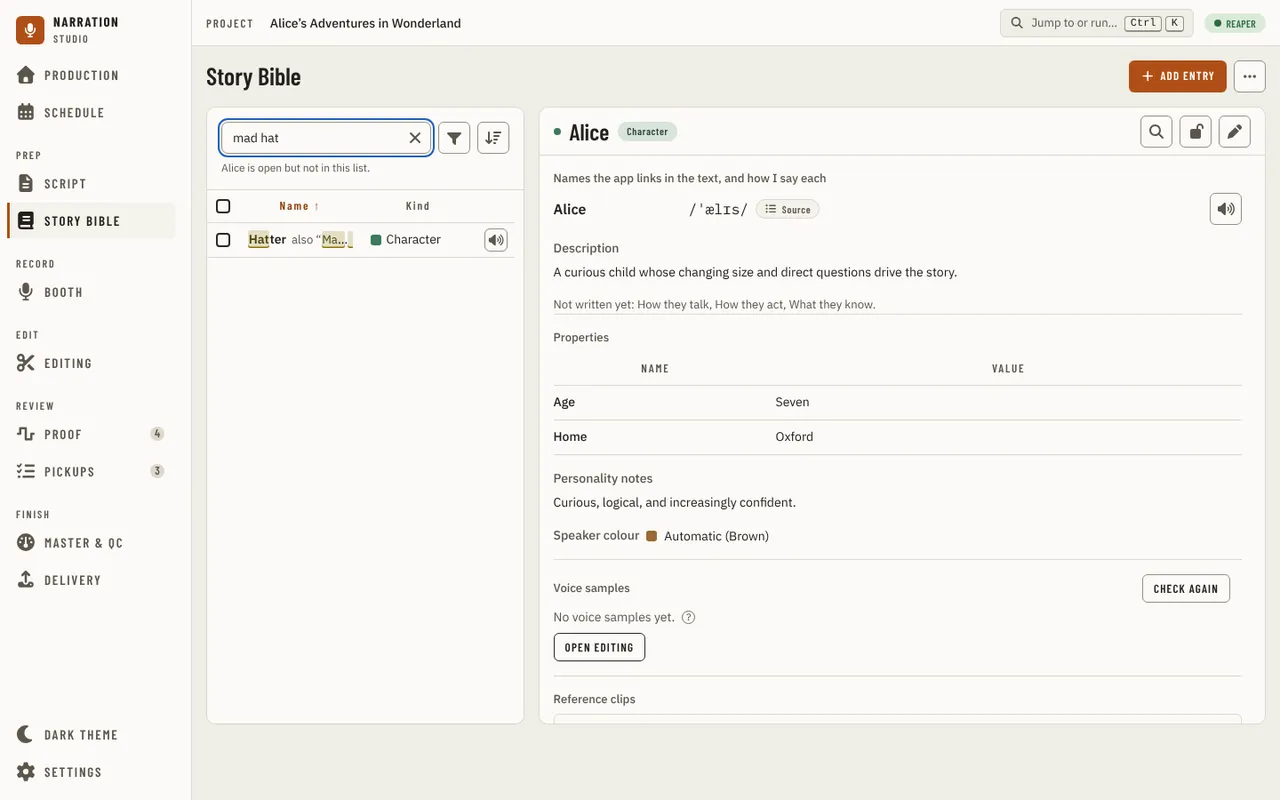 NARRATION
STUDIO
PRODUCTION
SCHEDULE
PREP
SCRIPT
STORY BIBLE
RECORD
BOOTH
EDIT
EDITING
REVIEW
PROOF 4
PICKUPS 3
FINISH
MASTER & QC
DELIVERY
DARK THEME
SETTINGS
PROJECT Alice’s Adventures in Wonderland
Jump to or run... Ctrl K
REAPER
Story Bible
ADD ENTRY
mad hat
Alice is open but not in this list.
Name ↑ Kind
Hatter also “Ma... Character
Alice Character
Names the app links in the text, and how I say each
Alice /ˈælɪs/ Source
Description
A curious child whose changing size and direct questions drive the story.
Not written yet: How they talk, How they act, What they know.
Properties
NAME VALUE
Age Seven
Home Oxford
Personality notes
Curious, logical, and increasingly confident.
Speaker colour Automatic (Brown)
Voice samples
CHECK AGAIN
No voice samples yet. ?
OPEN EDITING
Reference clips